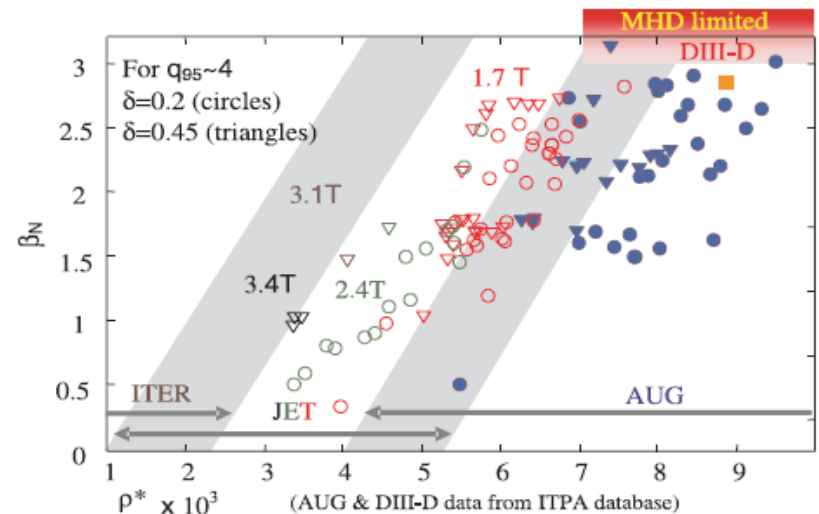 MHD limited
DIII-D
For q95~4
δ=0.2 (circles)
δ=0.45 (triangles)
1.7 T
3.1T
3.4T
2.4T
ITER
JET
AUG
βN
3
2.5
2
1.5
1
0.5
0
1 2 3 4 5 6 7 8 9
ρ* x 10³ (AUG & DIII-D data from ITPA database)